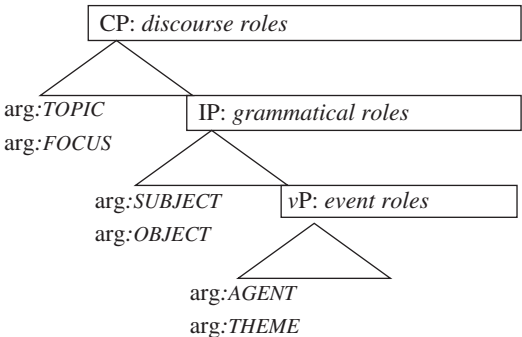 CP: discourse roles
arg:TOPIC
arg:FOCUS
IP: grammatical roles
arg:SUBJECT
arg:OBJECT
vP: event roles
arg:AGENT
arg:THEME